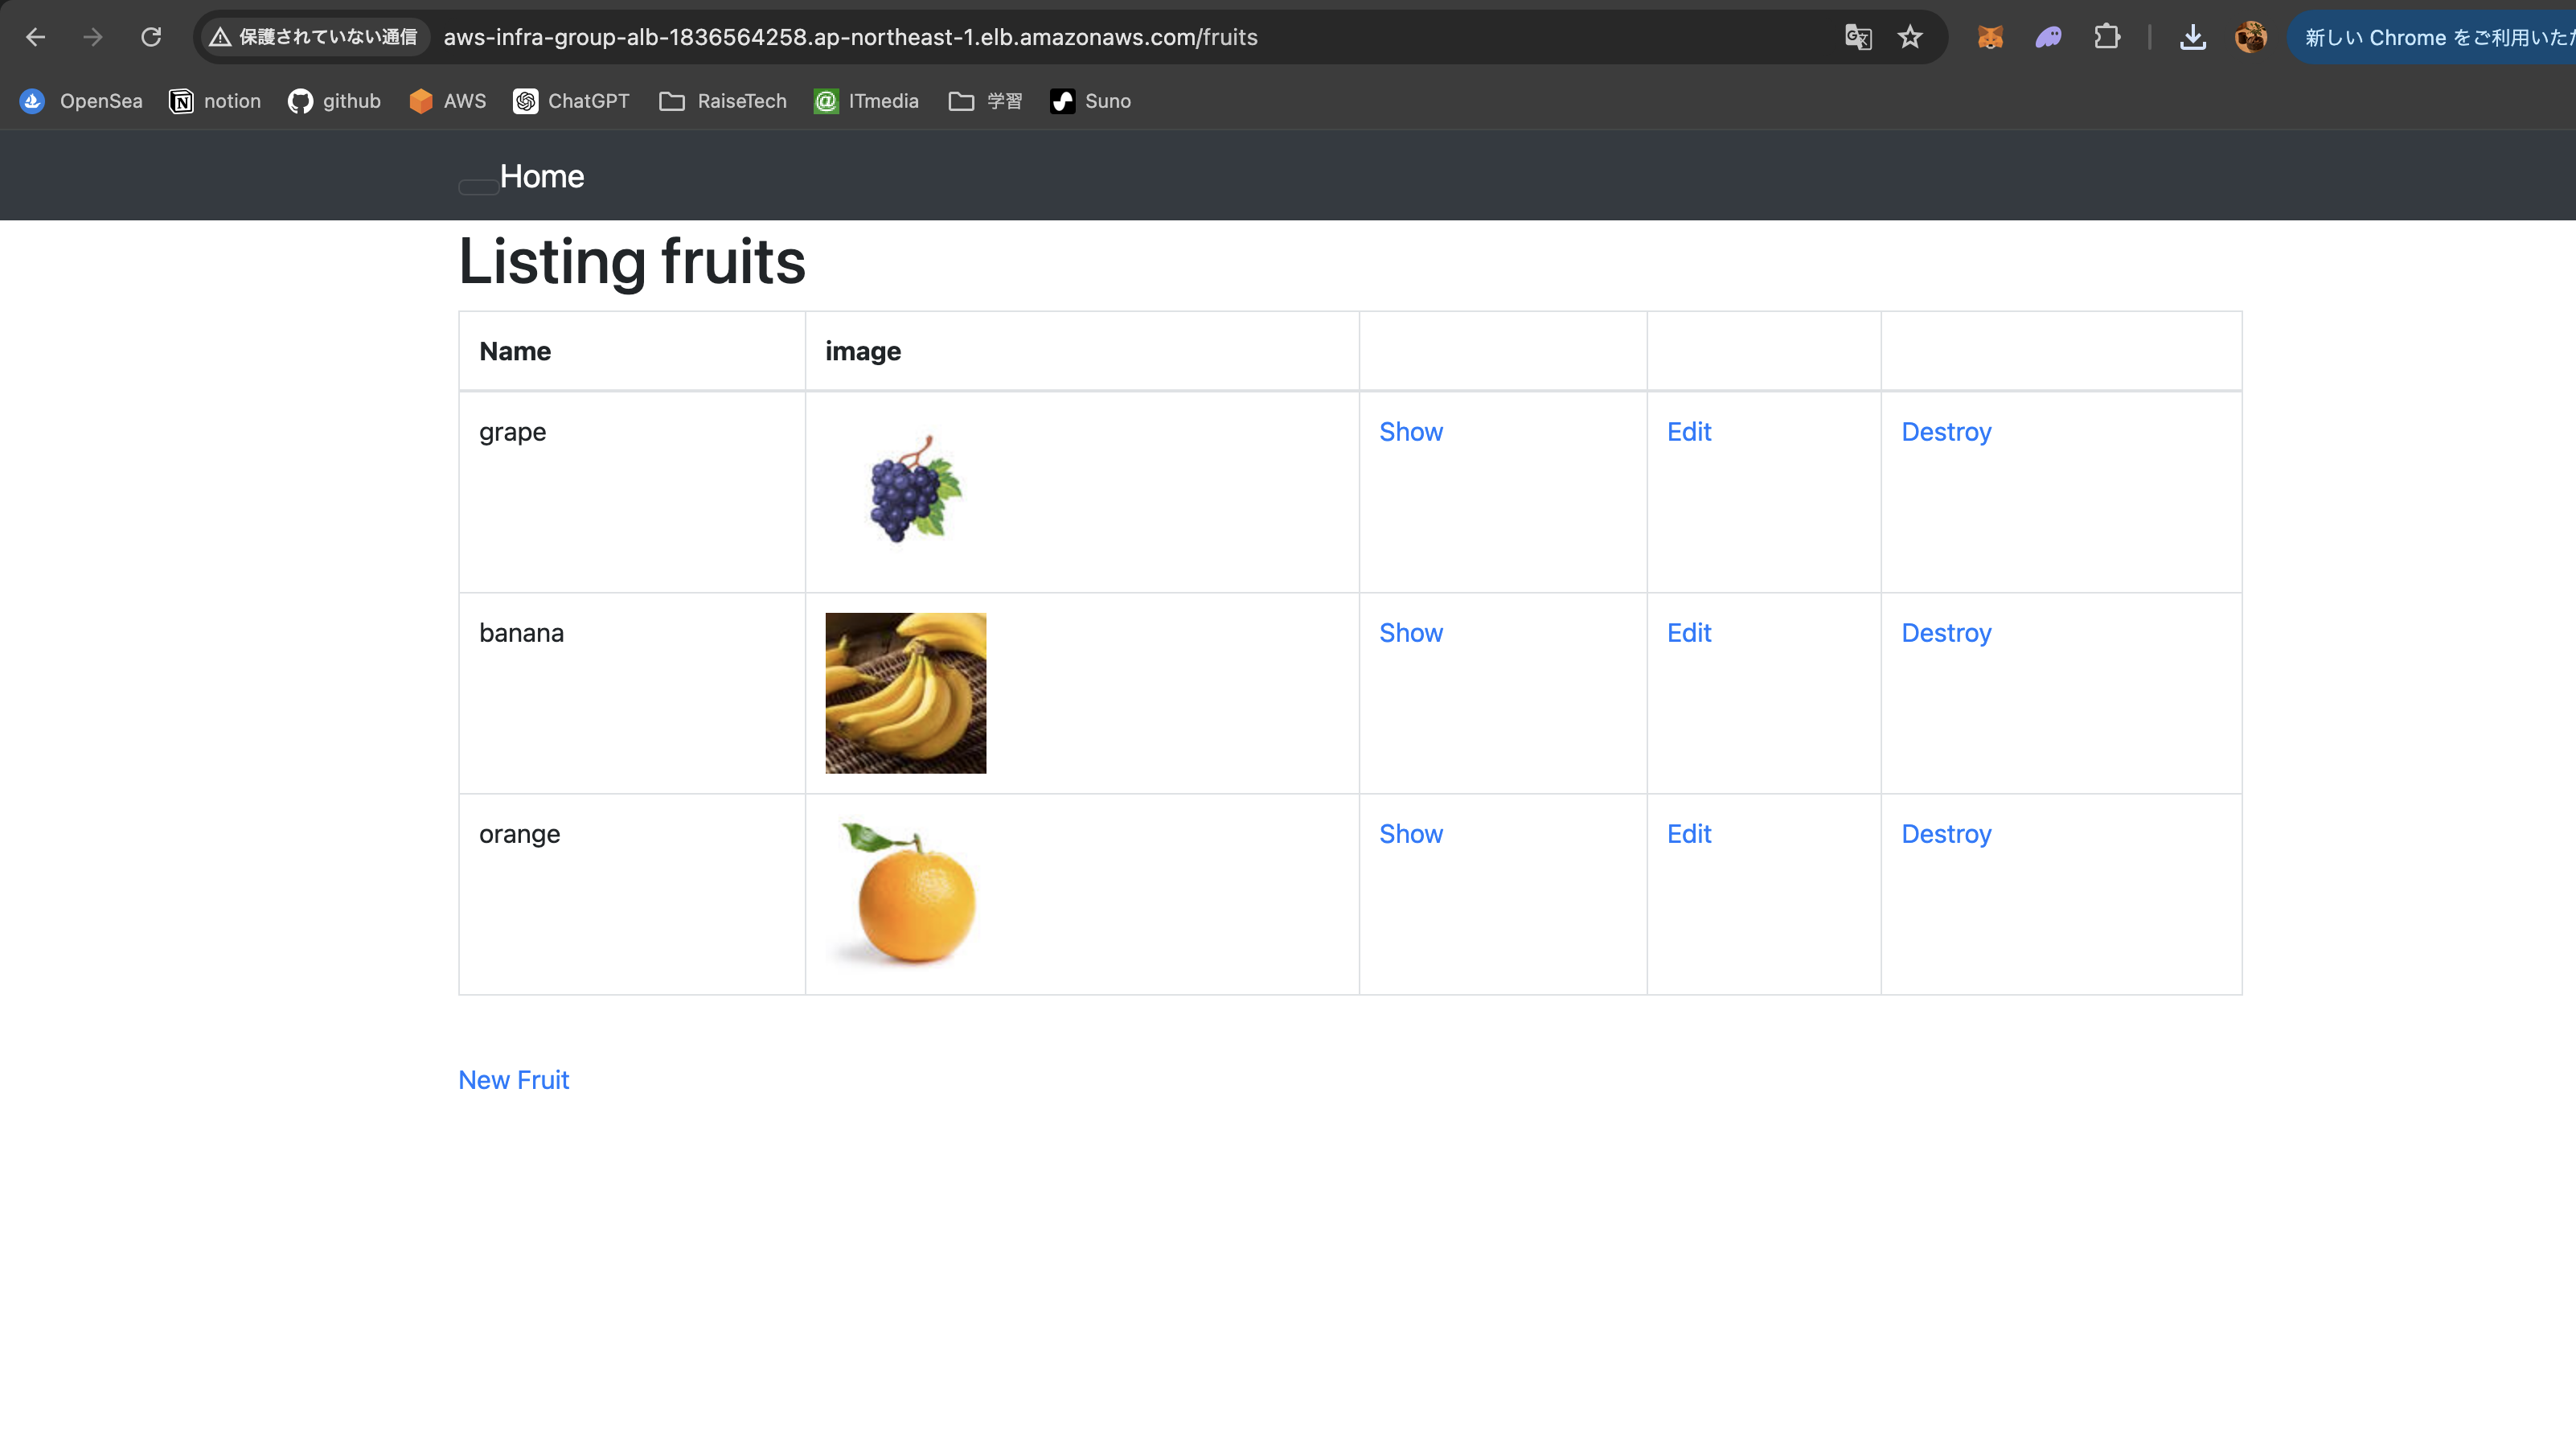 保護されていない通信 aws-infra-group-alb-1836564258.ap-northeast-1.elb.amazonaws.com/fruits 新しい Chrome をご利用いた
OpenSea notion github AWS ChatGPT RaiseTech ITmedia 学習 Suno
Home
Listing fruits
Name image
grape Show Edit Destroy
banana Show Edit Destroy
orange Show Edit Destroy
New Fruit